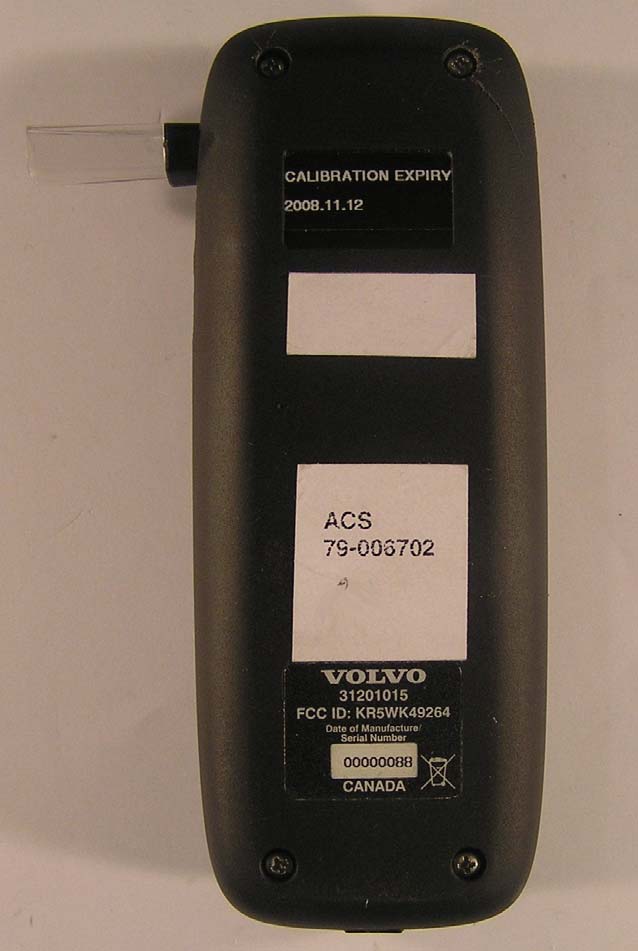 CALIBRATION EXPIRY
2008.11.12
ACS
79-006702
VOLVO
31201015
FCC ID: KR5WK49264
Date of Manufacture/
Serial Number
00000088
CANADA